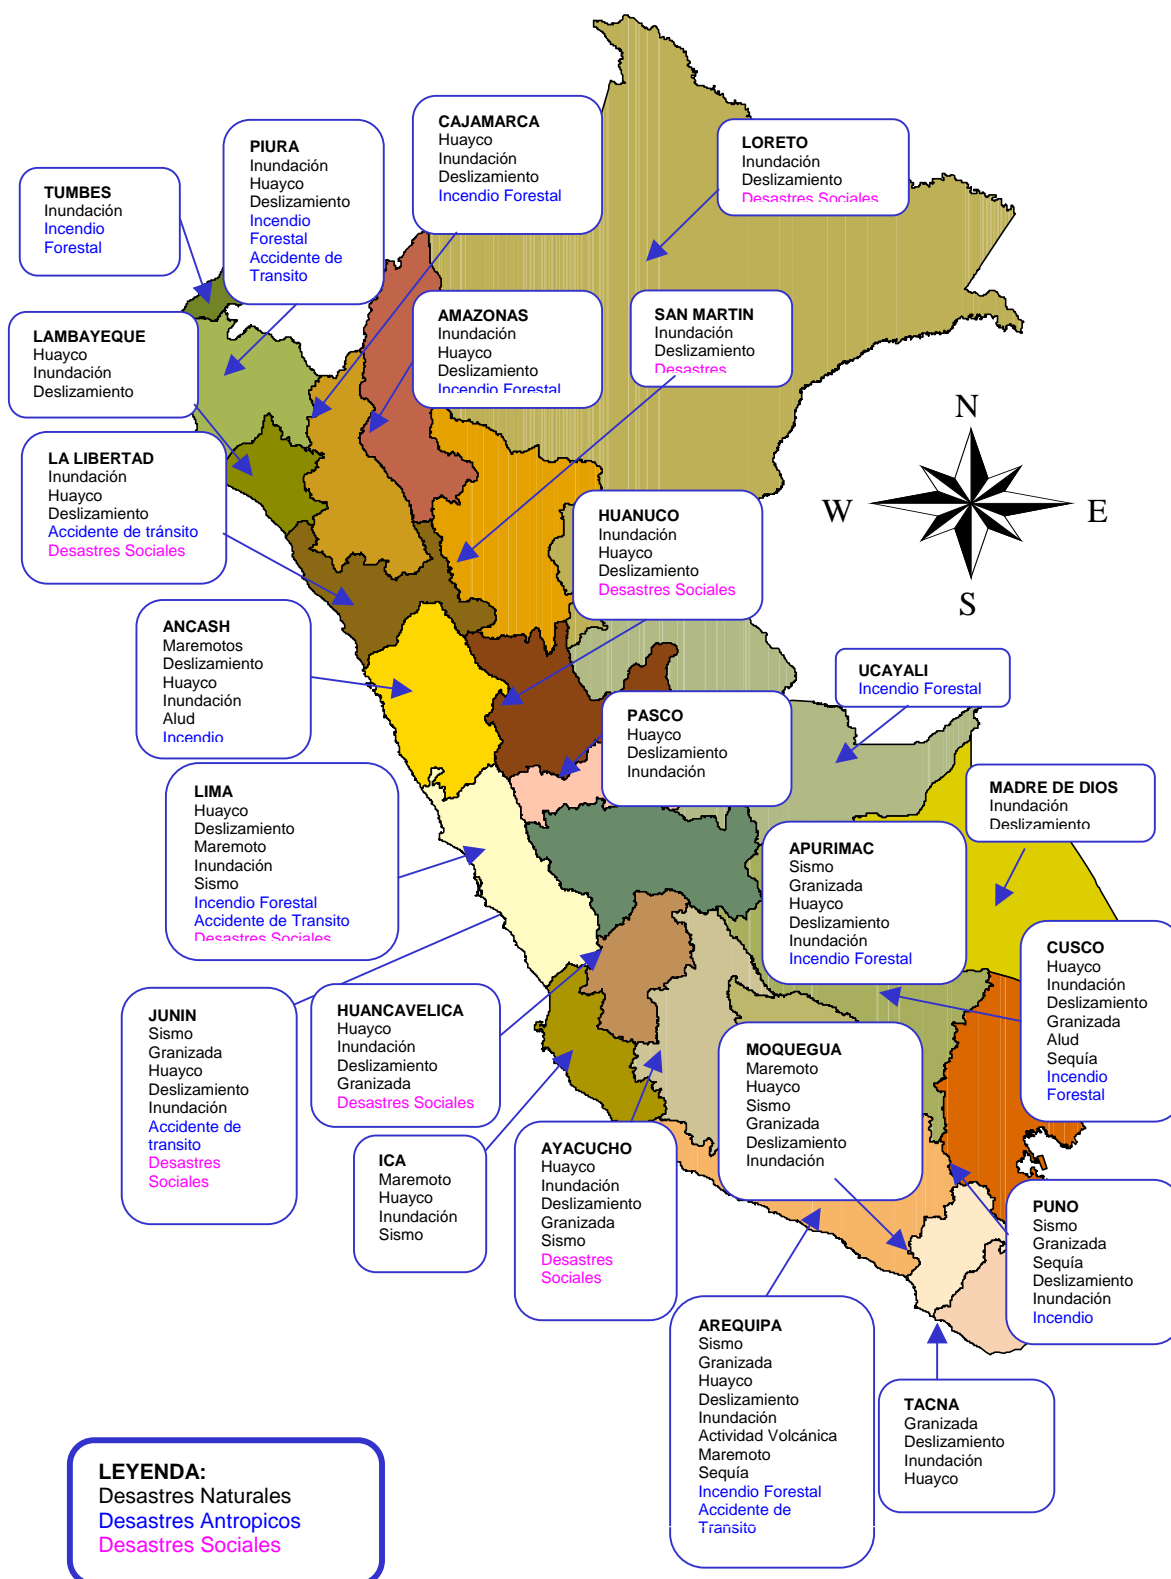 CAJAMARCA
Huayco
Inundación
Deslizamiento
Incendio Forestal
LORETO
Inundación
Deslizamiento
Desastres Sociales
PIURA
Inundación
Huayco
Deslizamiento
Incendio
Forestal
Accidente de
Transito
TUMBES
Inundación
Incendio
Forestal
AMAZONAS
Inundación
Huayco
Deslizamiento
Incendio Forestal
SAN MARTIN
Inundación
Deslizamiento
Desastres
LAMBAYEQUE
Huayco
Inundación
Deslizamiento
N
W
E
S
LA LIBERTAD
Inundación
Huayco
Deslizamiento
Accidente de tránsito
Desastres Sociales
HUANUCO
Inundación
Huayco
Deslizamiento
Desastres Sociales
ANCASH
Maremotos
Deslizamiento
Huayco
Inundación
Alud
Incendio
UCAYALI
Incendio Forestal
PASCO
Huayco
Deslizamiento
Inundación
LIMA
Huayco
Deslizamiento
Maremoto
Inundación
Sismo
Incendio Forestal
Accidente de Transito
Desastres Sociales
MADRE DE DIOS
Inundación
Deslizamiento
APURIMAC
Sismo
Granizada
Huayco
Deslizamiento
Inundación
Incendio Forestal
CUSCO
Huayco
Inundación
Deslizamiento
Granizada
Alud
Sequía
Incendio
Forestal
JUNIN
Sismo
Granizada
Huayco
Deslizamiento
Inundación
Accidente de
transito
Desastres
Sociales
HUANCAVELICA
Huayco
Inundación
Deslizamiento
Granizada
Desastres Sociales
MOQUEGUA
Maremoto
Huayco
Sismo
Granizada
Deslizamiento
Inundación
ICA
Maremoto
Huayco
Inundación
Sismo
AYACUCHO
Huayco
Inundación
Deslizamiento
Granizada
Sismo
Desastres
Sociales
PUNO
Sismo
Granizada
Sequía
Deslizamiento
Inundación
Incendio
AREQUIPA
Sismo
Granizada
Huayco
Deslizamiento
Inundación
Actividad Volcánica
Maremoto
Sequía
Incendio Forestal
Accidente de
Transito
TACNA
Granizada
Deslizamiento
Inundación
Huayco
LEYENDA:
Desastres Naturales
Desastres Antropicos
Desastres Sociales